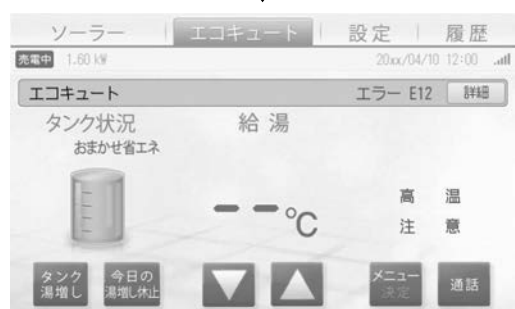 ソーラー エコキュート 設定 履歴
売電中 1.60 kW 20xx/04/10 12:00
エコキュート エラー E12 詳細
タンク状況 給湯
おまかせ省エネ
--℃
高温
注意
タンク
湯増し
今日の
湯増し休止
メニュー
決定
通話